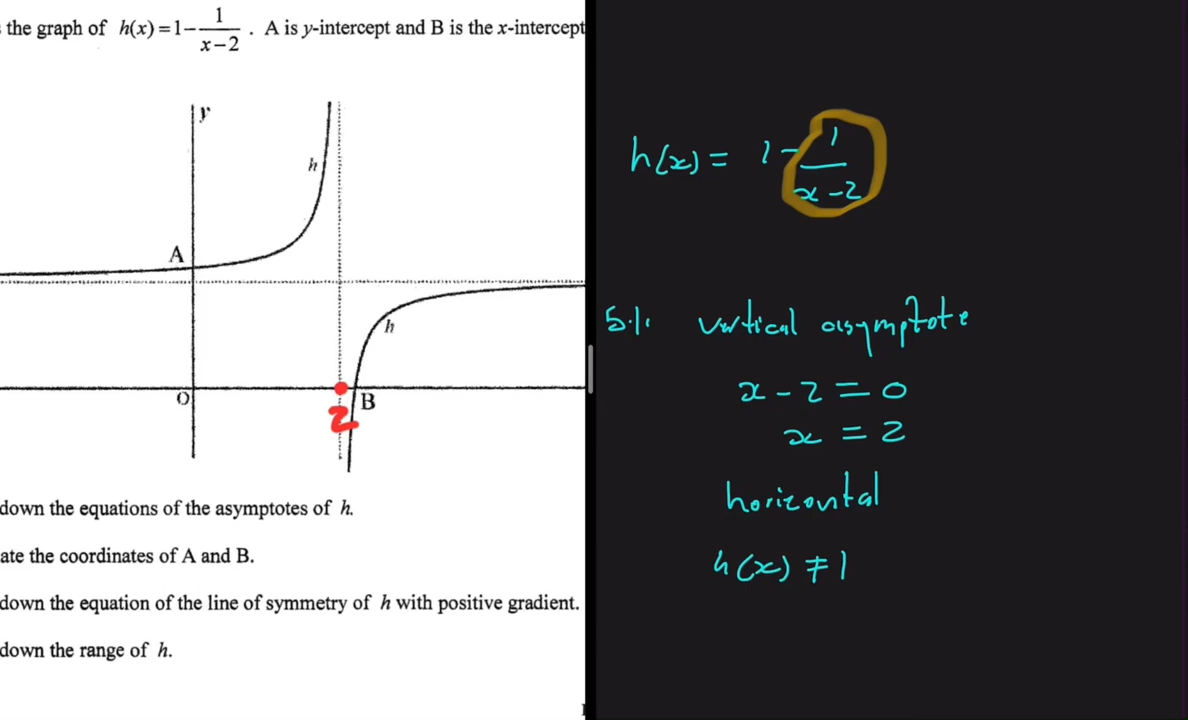 the graph of h(x)=1-1/(x-2) . A is y-intercept and B is the x-intercept
y
h
A
h
O
2
B
down the equations of the asymptotes of h.
ate the coordinates of A and B.
down the equation of the line of symmetry of h with positive gradient.
down the range of h.
h(x) = 1 - 1/(x-2)
5.1. vertical asymptote
x - 2 = 0
x = 2
horizontal
h(x) ≠ 1